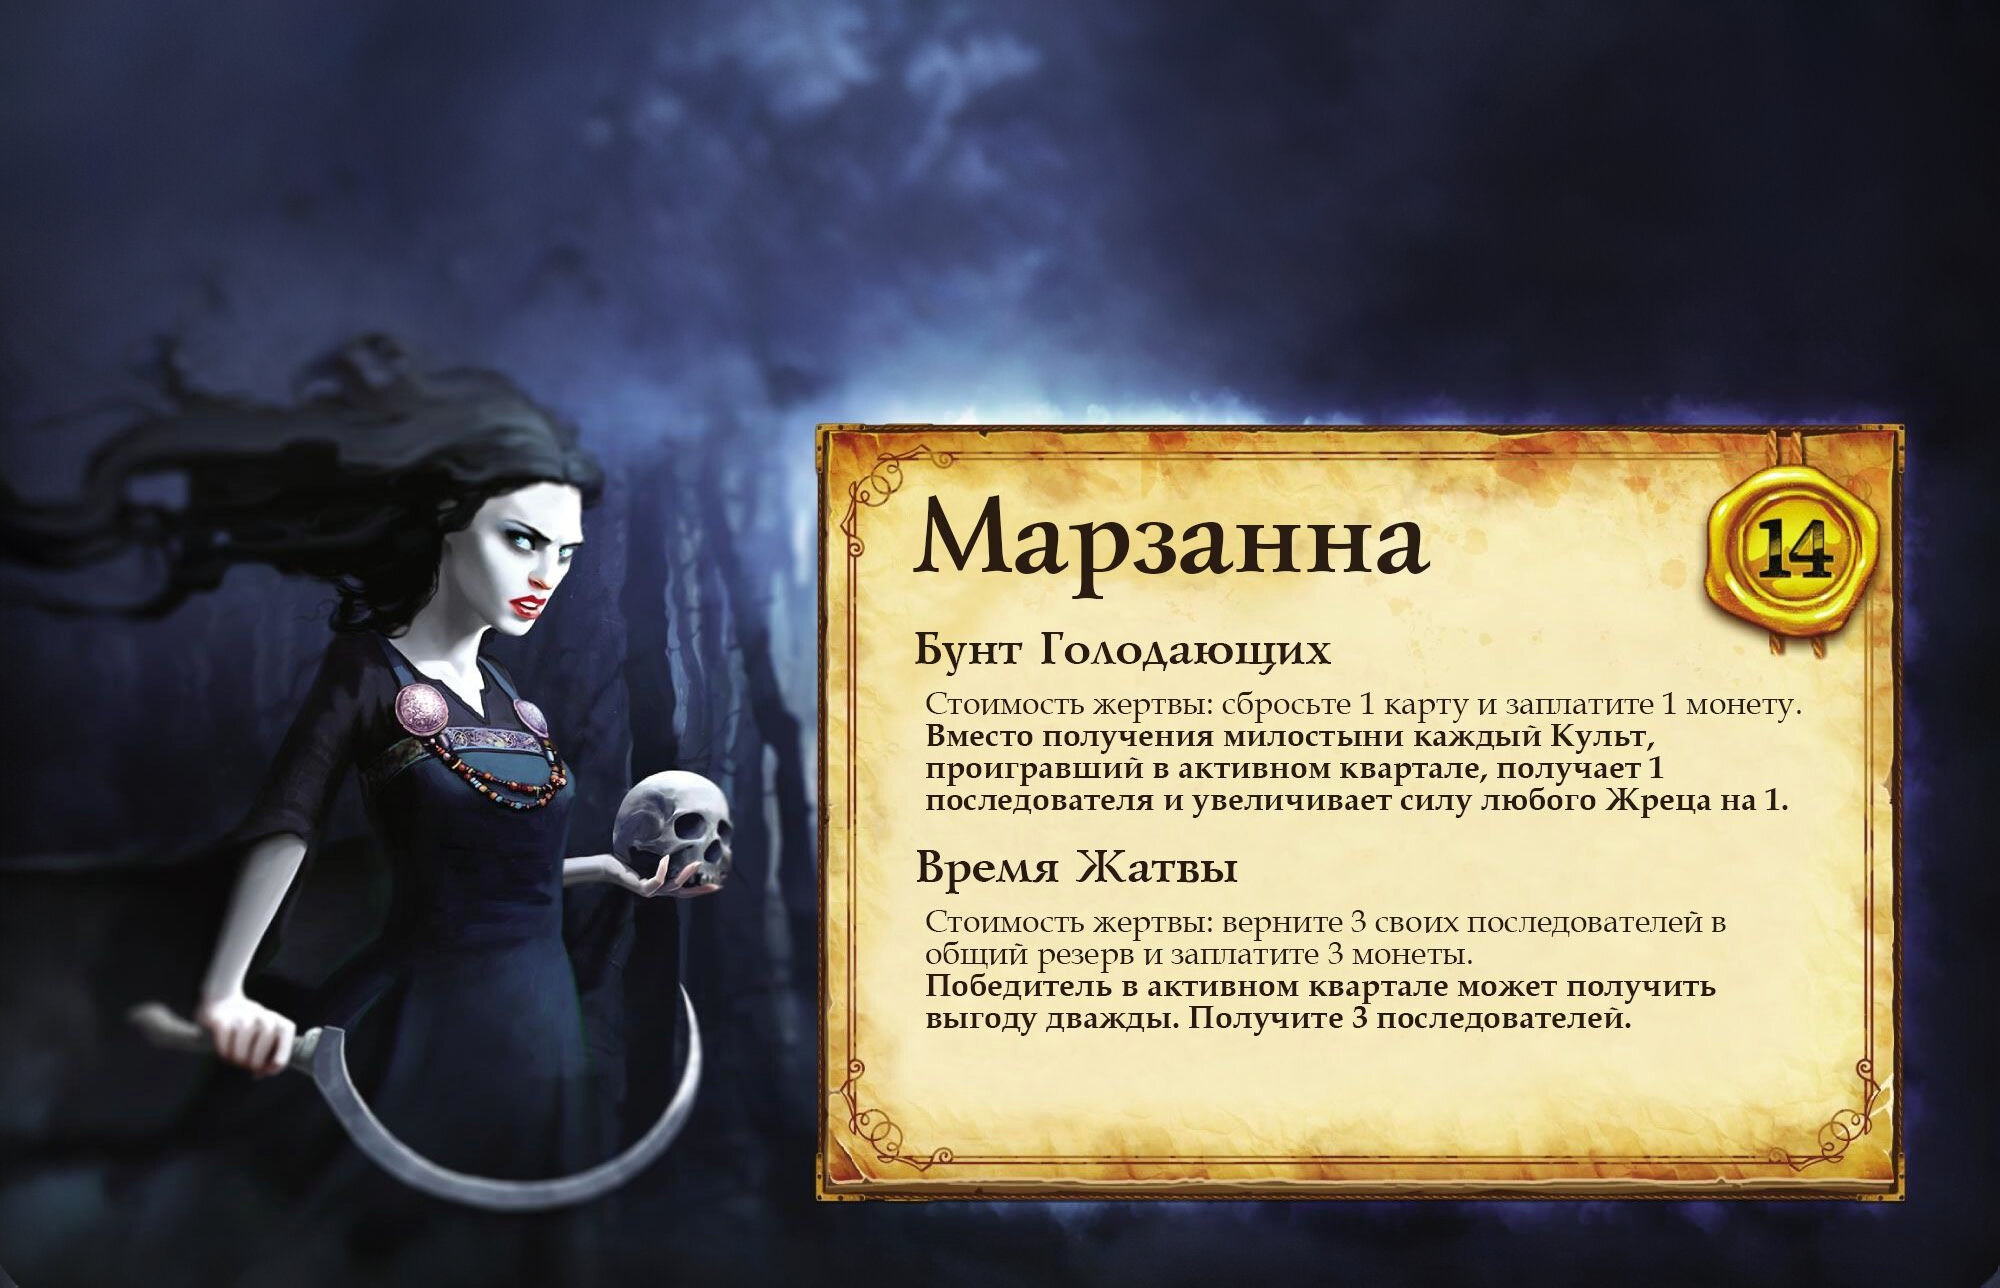 Марзанна
14
Бунт Голодающих
Стоимость жертвы: сбросьте 1 карту и заплатите 1 монету.
Вместо получения милостыни каждый Культ,
проигравший в активном квартале, получает 1
последователя и увеличивает силу любого Жреца на 1.
Время Жатвы
Стоимость жертвы: верните 3 своих последователей в
общий резерв и заплатите 3 монеты.
Победитель в активном квартале может получить
выгоду дважды. Получите 3 последователей.